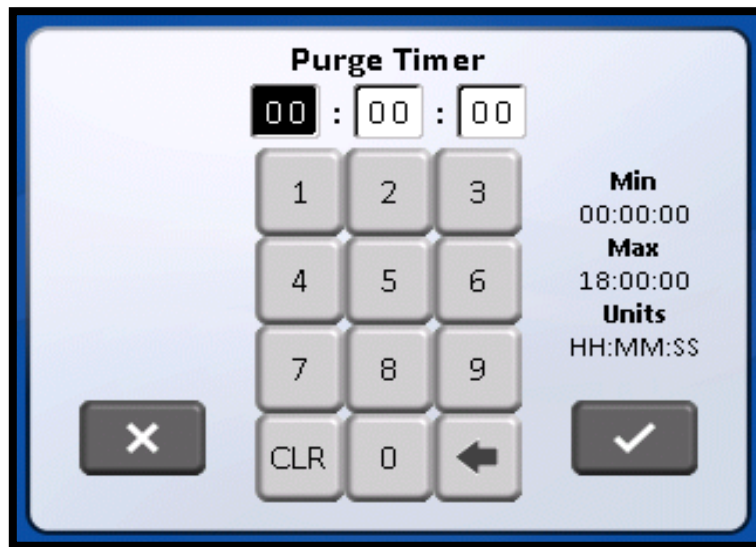 Purge Timer
00 : 00 : 00
1 2 3
4 5 6
7 8 9
CLR 0
Min
00:00:00
Max
18:00:00
Units
HH:MM:SS